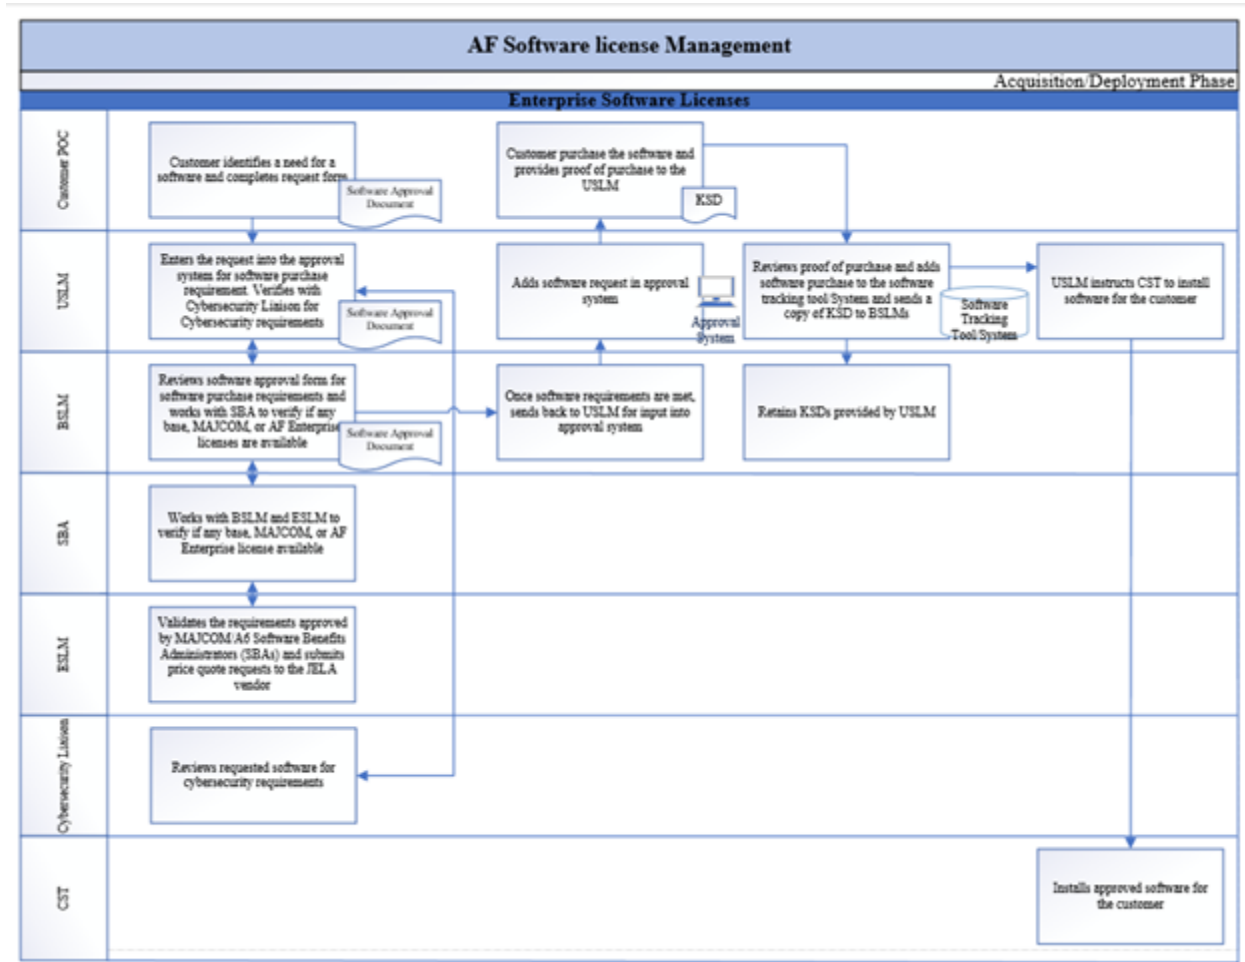 AF Software license Management
Acquisition/Deployment Phase
Enterprise Software Licenses
Customer POC
Customer identifies a need for a
software and completes request form
Software Approval
Document
Customer purchase the software and
provides proof of purchase to the
USLM
KSD
USLM
Enters the request into the approval
system for software purchase
requirement. Verifies with
Cybersecurity Liaison for
Cybersecurity requirements
Software Approval
Document
Adds software request in approval
system
Approval
System
Reviews proof of purchase and adds
software purchase to the software
tracking tool System and sends a
copy of KSD to BSLMs
Software
Tracking
Tool/System
USLM instructs CST to install
software for the customer
BSLM
Reviews software approval form for
software purchase requirements and
works with SBA to verify if any
base, MAJCOM, or AF Enterprise
licenses are available
Software Approval
Document
Once software requirements are met,
sends back to USLM for input into
approval system
Retains KSDs provided by USLM
SBA
Works with BSLM and ESLM to
verify if any base, MAJCOM, or AF
Enterprise license available
ESLM
Validates the requirements approved
by MAJCOM/A6 Software Benefits
Administrators (SBAs) and submits
price quote requests to the JELA
vendor
Cybersecurity Liaison
Reviews requested software for
cybersecurity requirements
CST
Installs approved software for
the customer